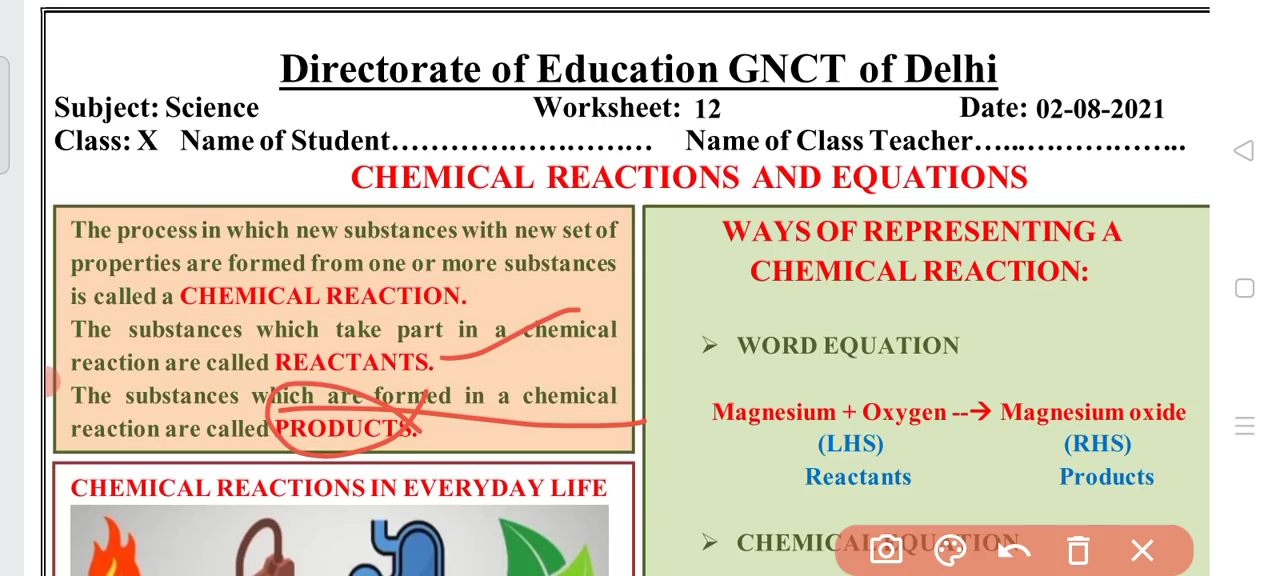 Directorate of Education GNCT of Delhi
Subject: Science Worksheet: 12 Date: 02-08-2021
Class: X Name of Student……………………… Name of Class Teacher…...……………..
CHEMICAL REACTIONS AND EQUATIONS
The process in which new substances with new set of
properties are formed from one or more substances
is called a CHEMICAL REACTION.
The substances which take part in a chemical
reaction are called REACTANTS.
The substances which are formed in a chemical
reaction are called PRODUCTS.
CHEMICAL REACTIONS IN EVERYDAY LIFE
WAYS OF REPRESENTING A
CHEMICAL REACTION:
➢ WORD EQUATION
Magnesium + Oxygen --→ Magnesium oxide
(LHS) (RHS)
Reactants Products
➢ CHEMICAL EQUATION